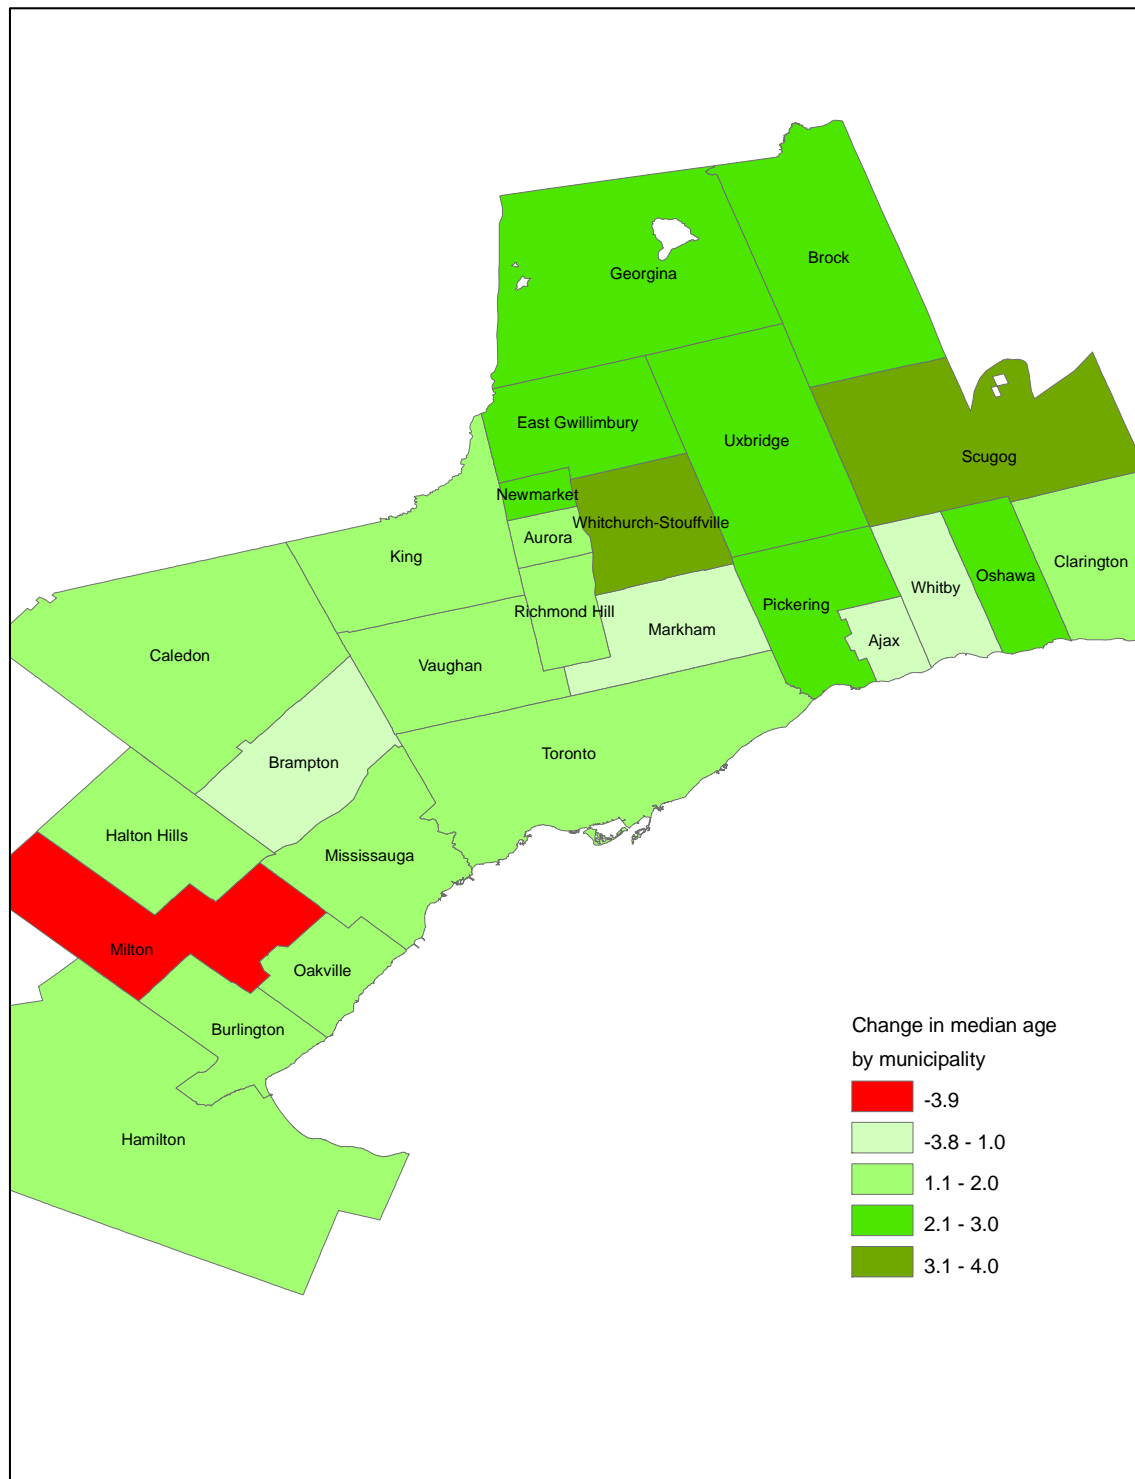 Brock
Georgina
East Gwillimbury
Uxbridge
Scugog
Newmarket
Whitchurch-Stouffville
Aurora
King
Clarington
Oshawa
Whitby
Pickering
Richmond Hill
Markham
Ajax
Caledon
Vaughan
Toronto
Brampton
Halton Hills
Mississauga
Milton
Oakville
Burlington
Hamilton
Change in median age
by municipality
-3.9
-3.8 - 1.0
1.1 - 2.0
2.1 - 3.0
3.1 - 4.0